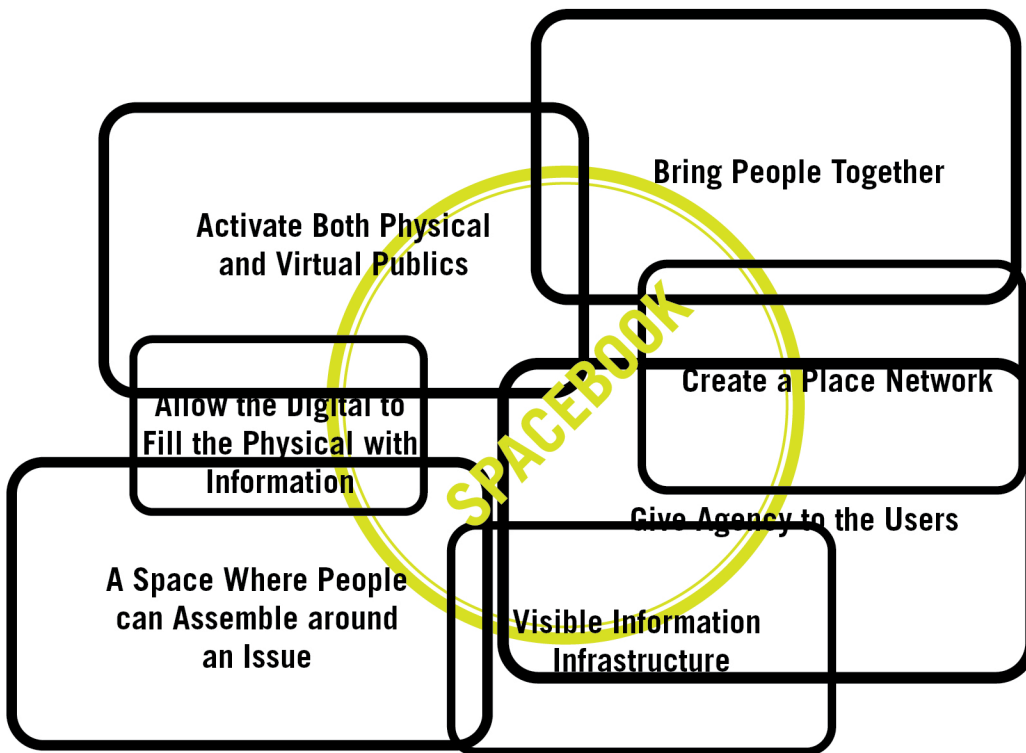 Bring People Together
Activate Both Physical
and Virtual Publics
SPACEBOOK
Create a Place Network
Allow the Digital to
Fill the Physical with
Information
Give Agency to the Users
A Space Where People
can Assemble around
an Issue
Visible Information
Infrastructure